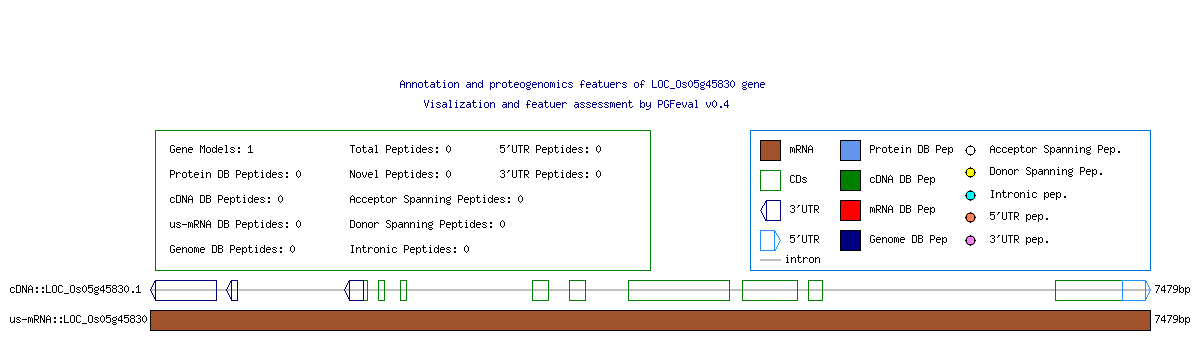 Annotation and proteogenomics featuers of LOC_Os05g45830 gene
Visalization and featuer assessment by PGFeval v0.4
Gene Models: 1 Total Peptides: 0 5'UTR Peptides: 0
Protein DB Peptides: 0 Novel Peptides: 0 3'UTR Peptides: 0
cDNA DB Peptides: 0 Acceptor Spanning Peptides: 0
us-mRNA DB Peptides: 0 Donor Spanning Peptides: 0
Genome DB Peptides: 0 Intronic Peptides: 0
mRNA Protein DB Pep Acceptor Spanning Pep.
CDs cDNA DB Pep Donor Spanning Pep.
3'UTR mRNA DB Pep Intronic pep.
5'UTR Genome DB Pep 5'UTR pep.
intron 3'UTR pep.
cDNA::LOC_Os05g45830.1 7479bp
us-mRNA::LOC_Os05g45830 7479bp